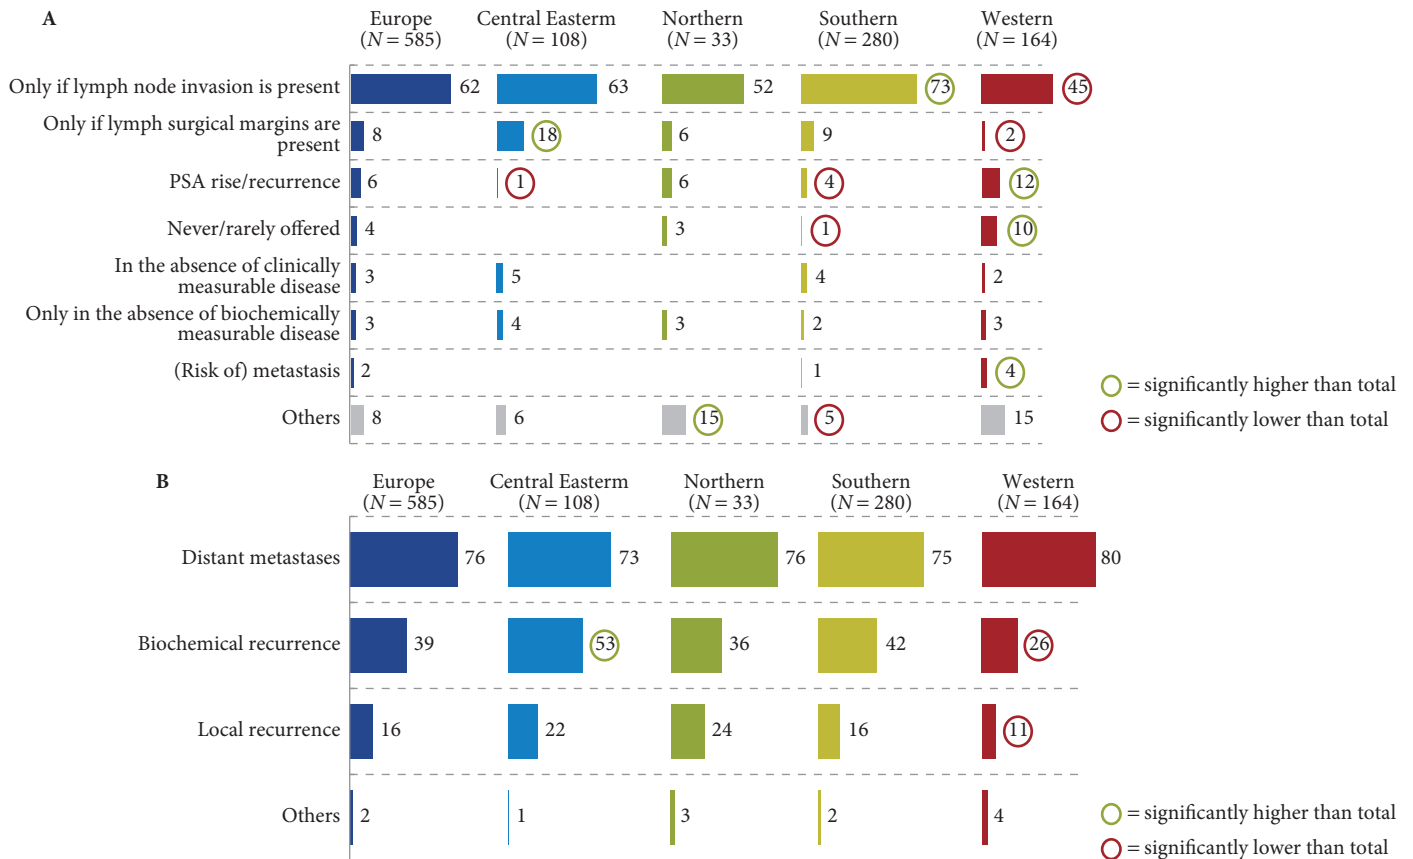 A
Europe Central Easterm Northern Southern Western
(N = 585) (N = 108) (N = 33) (N = 280) (N = 164)
Only if lymph node invasion is present 62 63 52 73 45
Only if lymph surgical margins are
present 8 18 6 9 2
PSA rise/recurrence 6 1 6 4 12
Never/rarely offered 4 3 1 10
In the absence of clinically
measurable disease 3 5 4 2
Only in the absence of biochemically
measurable disease 3 4 3 2 3
(Risk of) metastasis 2 1 4
= significantly higher than total
Others 8 6 15 5 15
= significantly lower than total
B
Europe Central Easterm Northern Southern Western
(N = 585) (N = 108) (N = 33) (N = 280) (N = 164)
Distant metastases 76 73 76 75 80
Biochemical recurrence 39 53 36 42 26
Local recurrence 16 22 24 16 11
Others 2 1 3 2 4
= significantly higher than total
= significantly lower than total